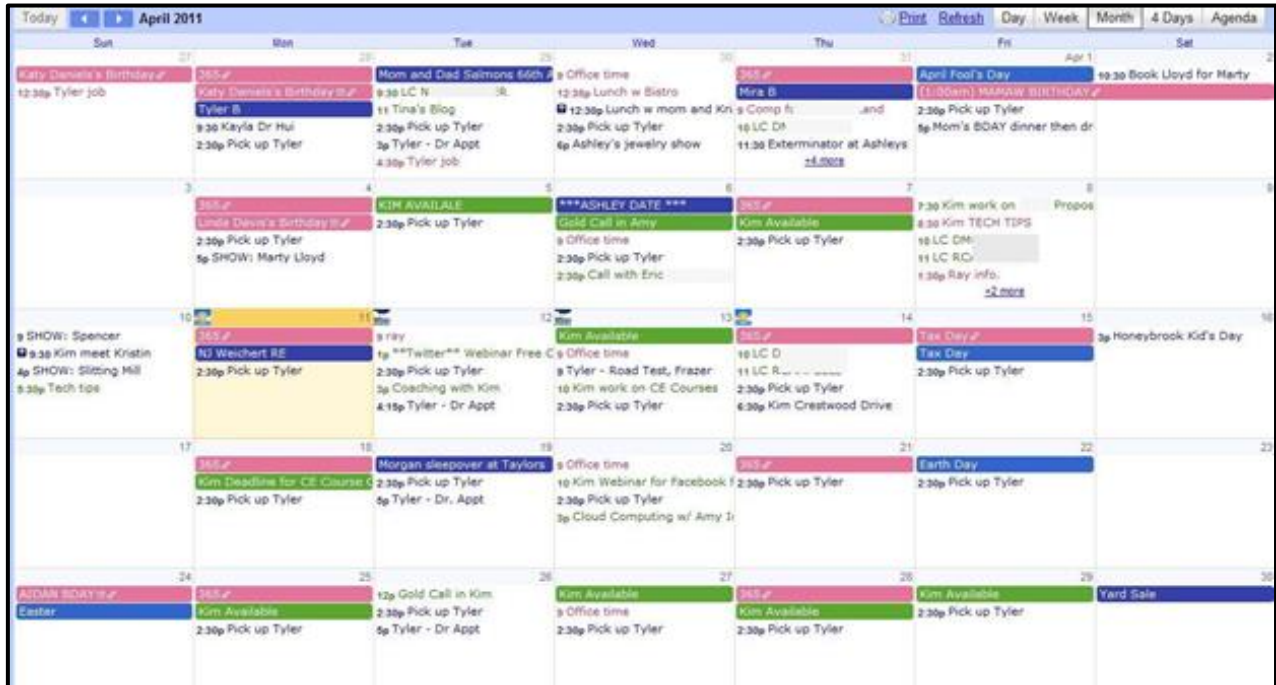 Today April 2011 Print Refresh Day Week Month 4 Days Agenda
Sun Mon Tue Wed Thu Fri Sat
27 28 29 30 31 Apr 1 2
Katy Daniels's Birthday
12:30p Tyler job
365
Katy Daniels's Birthday !!!
Tyler B
9:30 Kayla Dr Hui
2:30p Pick up Tyler
Mom and Dad Salmons 66th A
9:30 LC N R.
11 Tina's Blog
2:30p Pick up Tyler
3p Tyler - Dr Appt
4:30p Tyler job
9 Office time
12:30p Lunch w Bistro
12:30p Lunch w mom and Kri
2:30p Pick up Tyler
6p Ashley's jewelry show
365
Mira B
9 Comp fc .and
10 LC DM
11:30 Exterminator at Ashleys
+4 more
April Fool's Day
(1:00am) MAMAW BIRTHDAY
2:30p Pick up Tyler
5p Mom's BDAY dinner then dr
10:30 Book Lloyd for Marty
3 4 5 6 7 8 9
365
Linda Davis's Birthday !!!
2:30p Pick up Tyler
5p SHOW: Marty Lloyd
KIM AVAILALE
2:30p Pick up Tyler
***ASHLEY DATE ***
Gold Call in Amy
9 Office time
2:30p Pick up Tyler
2:30p Call with Eric
365
Kim Available
2:30p Pick up Tyler
7:30 Kim work on Propos
8:30 Kim TECH TIPS
10 LC DM
11 LC RC
1:30p Ray info.
+2 more
10 11 12 13 14 15 16
9 SHOW: Spencer
9:30 Kim meet Kristin
4p SHOW: Slitting Mill
5:30p Tech tips
365
NJ Weichert RE
2:30p Pick up Tyler
9 ray
1p **Twitter** Webinar Free C
2:30p Pick up Tyler
3p Coaching with Kim
4:15p Tyler - Dr Appt
Kim Available
9 Office time
9 Tyler - Road Test, Frazer
10 Kim work on CE Courses
2:30p Pick up Tyler
365
10 LC D
11 LC R
2:30p Pick up Tyler
6:30p Kim Crestwood Drive
Tax Day
Tax Day
2:30p Pick up Tyler
3p Honeybrook Kid's Day
17 18 19 20 21 22 23
365
Kim Deadline for CE Course C
2:30p Pick up Tyler
Morgan sleepover at Taylors
2:30p Pick up Tyler
5p Tyler - Dr. Appt
9 Office time
10 Kim Webinar for Facebook f
2:30p Pick up Tyler
3p Cloud Computing w/ Amy I
365
2:30p Pick up Tyler
Earth Day
2:30p Pick up Tyler
24 25 26 27 28 29 30
AIDAN BDAY!!!
Easter
365
Kim Available
2:30p Pick up Tyler
12p Gold Call in Kim
2:30p Pick up Tyler
5p Tyler - Dr Appt
Kim Available
9 Office time
2:30p Pick up Tyler
365
Kim Available
2:30p Pick up Tyler
Kim Available
2:30p Pick up Tyler
Yard Sale